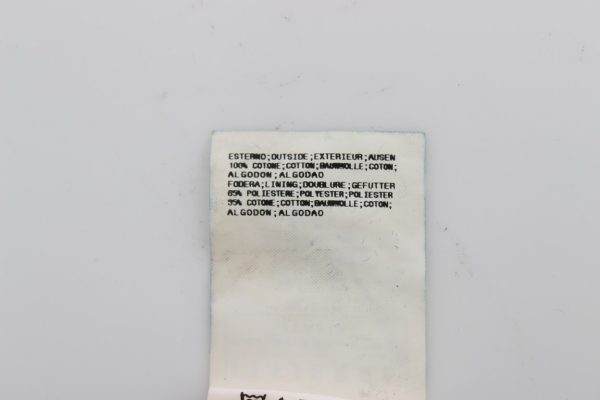 ESTERNO;OUTSIDE;EXTERIEUR;AUSEN
100% COTONE;COTTON;BAUMWOLLE;COTON;
ALGODON;ALGODAO
FODERA;LINING;DOUBLURE;GEFUTTER
65% POLIESTERE;POLYESTER;POLIESTER
35% COTONE;COTTON;BAUMWOLLE;COTON;
ALGODON;ALGODAO